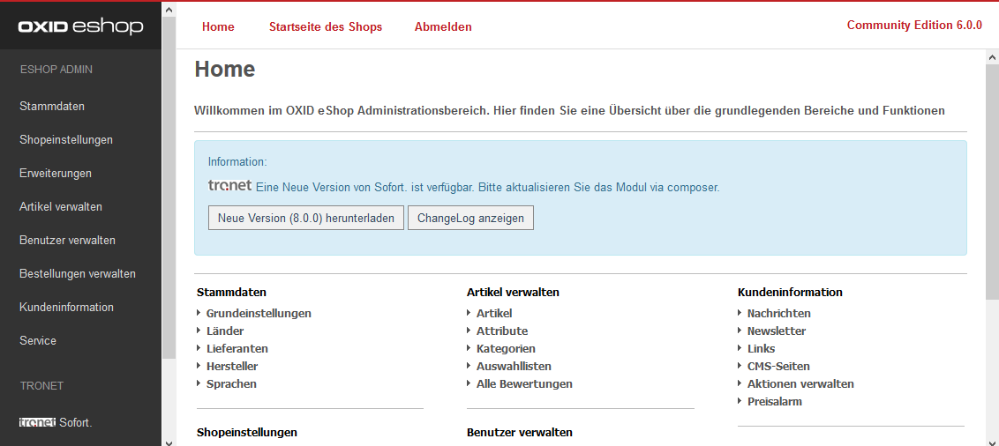 OXID eshop
ESHOP ADMIN
Stammdaten
Shopeinstellungen
Erweiterungen
Artikel verwalten
Benutzer verwalten
Bestellungen verwalten
Kundeninformation
Service
TRONET
tronet Sofort.
Home Startseite des Shops Abmelden Community Edition 6.0.0
Home
Willkommen im OXID eShop Administrationsbereich. Hier finden Sie eine Übersicht über die grundlegenden Bereiche und Funktionen
Information:
tronet Eine Neue Version von Sofort. ist verfügbar. Bitte aktualisieren Sie das Modul via composer.
Neue Version (8.0.0) herunterladen ChangeLog anzeigen
Stammdaten
Grundeinstellungen
Länder
Lieferanten
Hersteller
Sprachen
Shopeinstellungen
Artikel verwalten
Artikel
Attribute
Kategorien
Auswahllisten
Alle Bewertungen
Benutzer verwalten
Kundeninformation
Nachrichten
Newsletter
Links
CMS-Seiten
Aktionen verwalten
Preisalarm